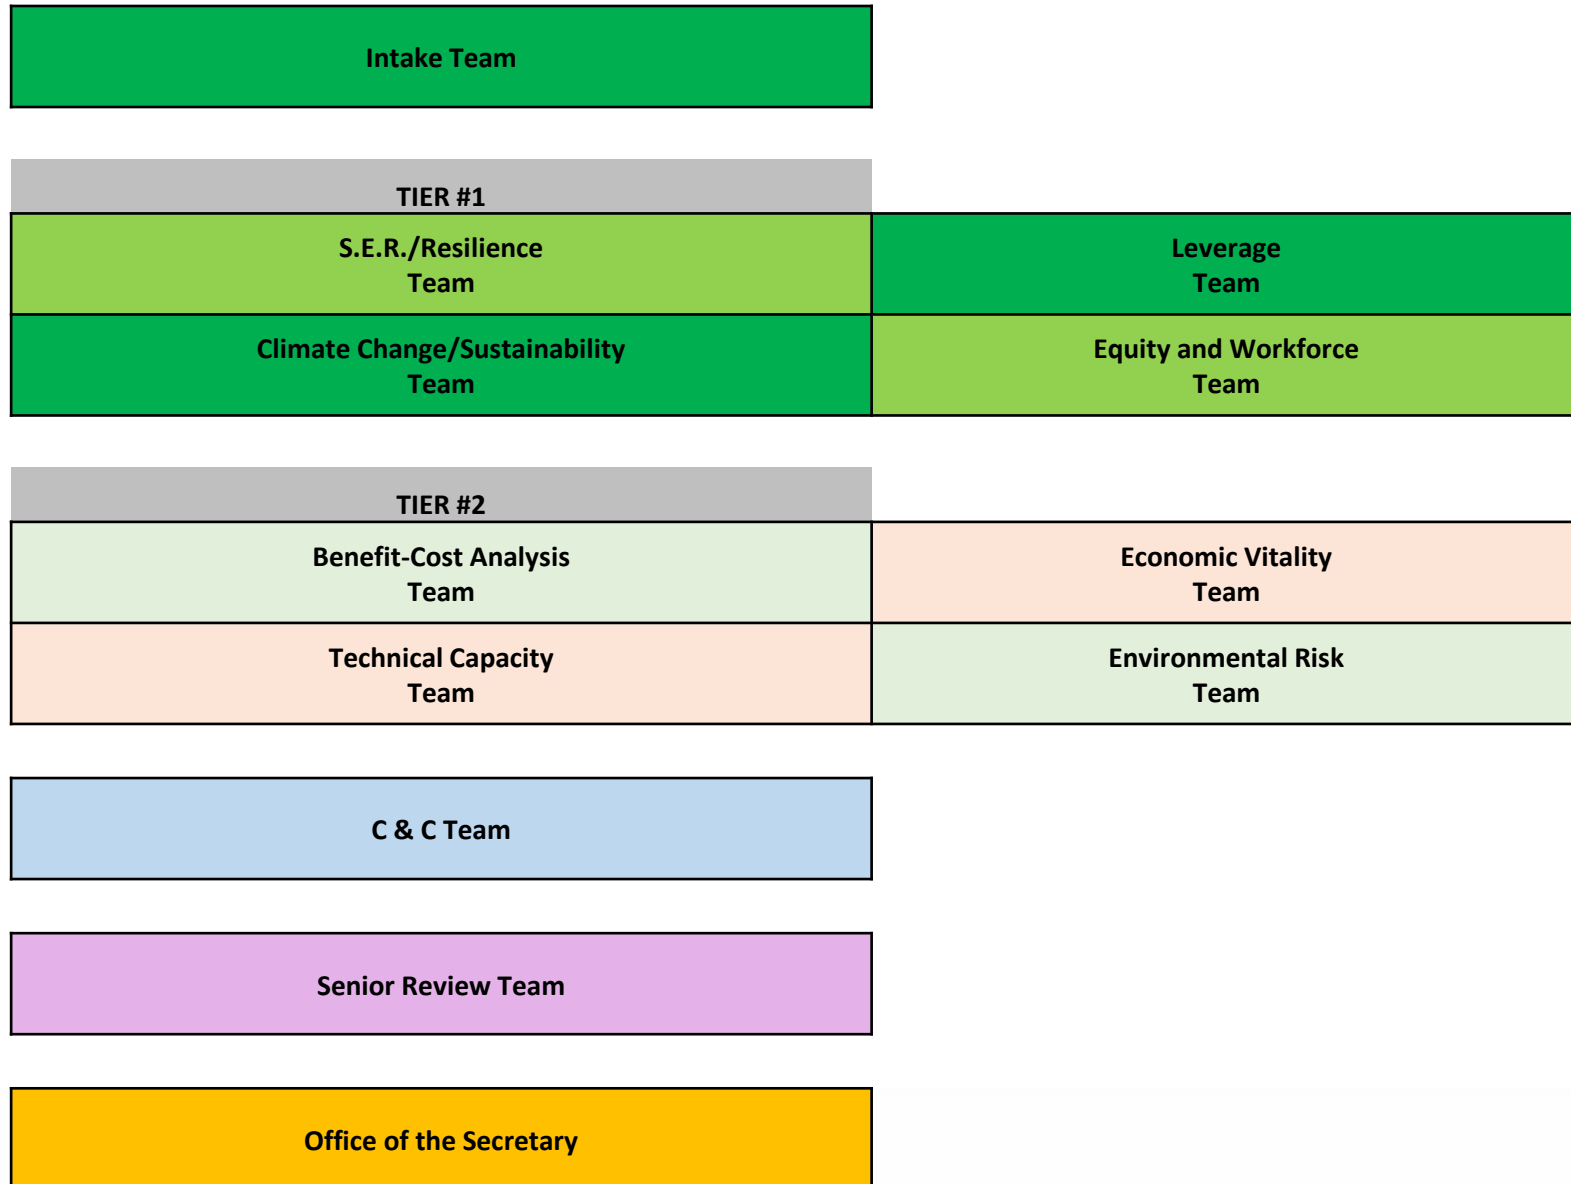 Intake Team
TIER #1
S.E.R./Resilience
Team
Leverage
Team
Climate Change/Sustainability
Team
Equity and Workforce
Team
TIER #2
Benefit-Cost Analysis
Team
Economic Vitality
Team
Technical Capacity
Team
Environmental Risk
Team
C & C Team
Senior Review Team
Office of the Secretary